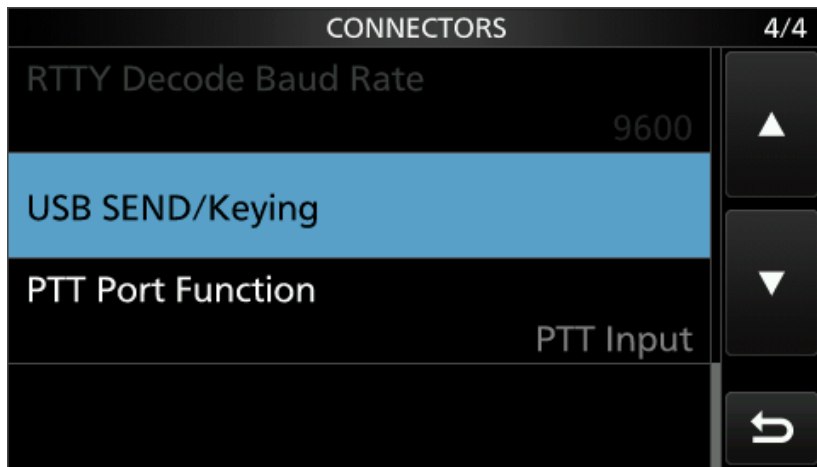 CONNECTORS 4/4
RTTY Decode Baud Rate
9600
USB SEND/Keying
PTT Port Function
PTT Input